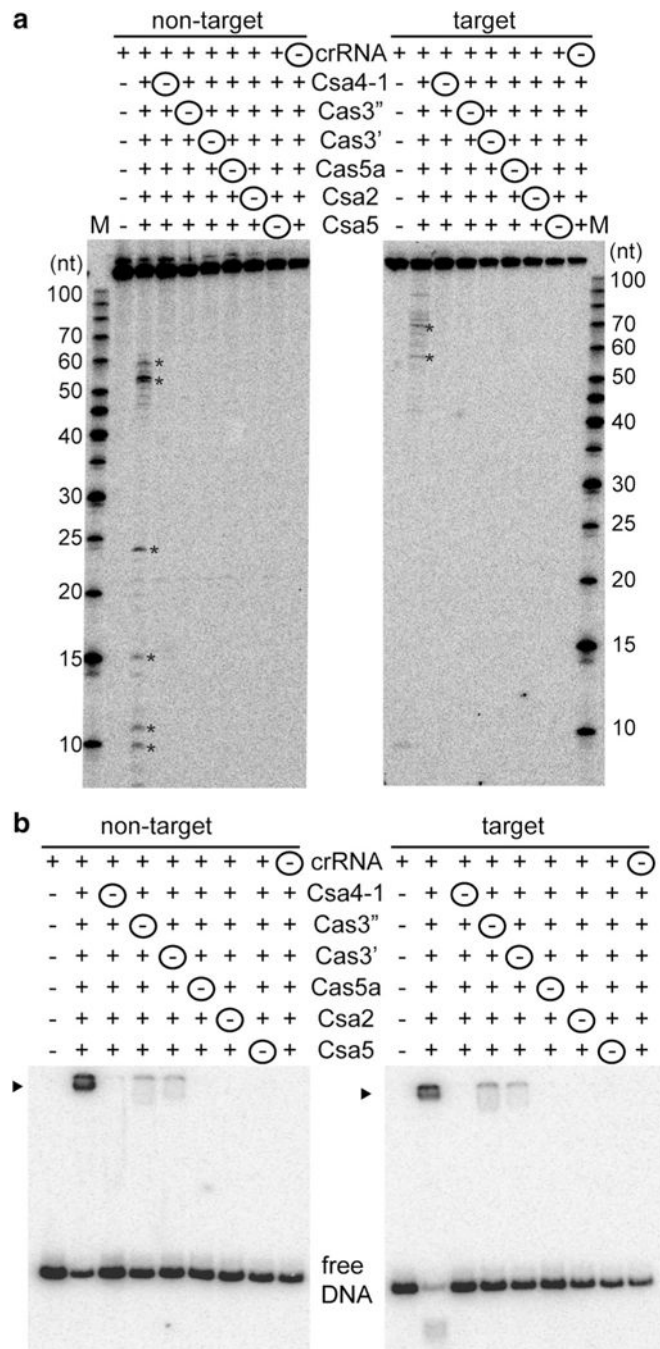 a
non-target target
+ + + + + + + + (-) crRNA + + + + + + + + (-)
- + (-) + + + + + + Csa4-1 - + (-) + + + + + +
- + + (-) + + + + + Cas3" - + + (-) + + + + +
- + + + (-) + + + + Cas3' - + + + (-) + + + +
- + + + + (-) + + + Cas5a - + + + + (-) + + +
- + + + + + (-) + + Csa2 - + + + + + (-) + +
M - + + + + + + (-) + Csa5 - + + + + + + (-) + M
(nt) (nt)
100 100
70 70
60 * * 60
50 * * 50
40 40
30 30
25 * 25
20 20
15 * 15
* 
10 * 10
b
non-target target
+ + + + + + + + (-) crRNA + + + + + + + + (-)
- + (-) + + + + + + Csa4-1 - + (-) + + + + + +
- + + (-) + + + + + Cas3" - + + (-) + + + + +
- + + + (-) + + + + Cas3' - + + + (-) + + + +
- + + + + (-) + + + Cas5a - + + + + (-) + + +
- + + + + + (-) + + Csa2 - + + + + + (-) + +
- + + + + + + (-) + Csa5 - + + + + + + (-) +
free
DNA